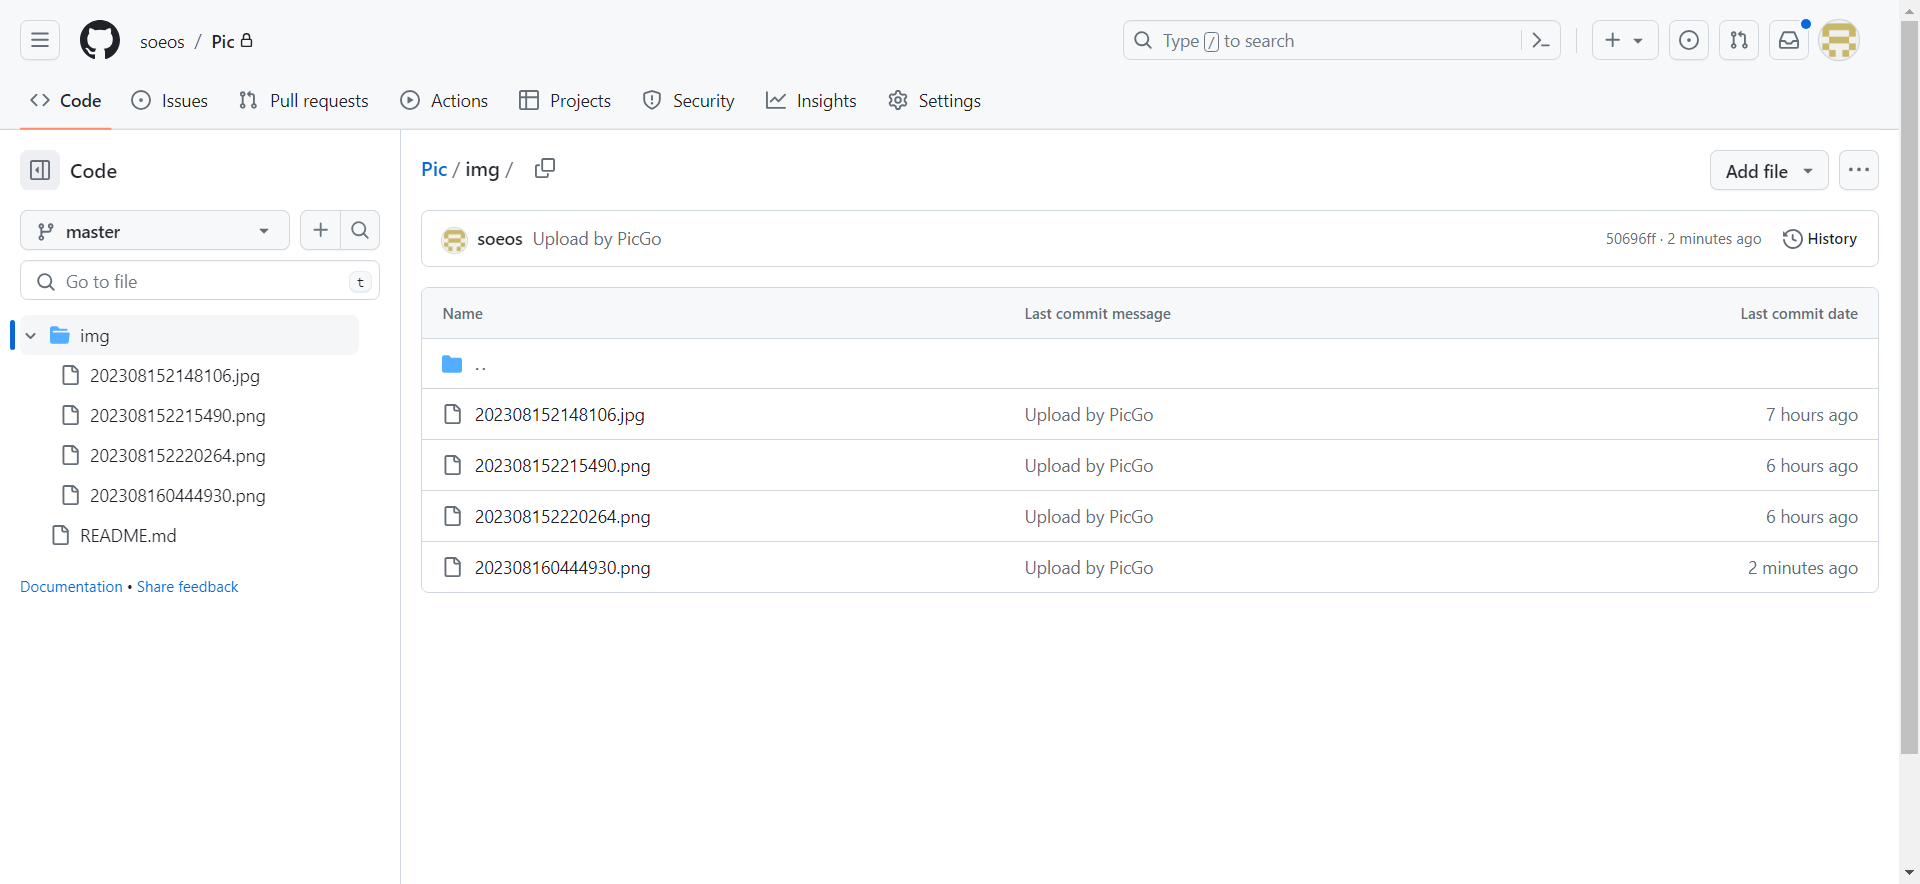 soeos / Pic
Type / to search
Code Issues Pull requests Actions Projects Security Insights Settings
Code
master
Go to file t
img
202308152148106.jpg
202308152215490.png
202308152220264.png
202308160444930.png
README.md
Documentation • Share feedback
Pic / img /
Add file
soeos Upload by PicGo 50696ff · 2 minutes ago History
Name Last commit message Last commit date
..
202308152148106.jpg Upload by PicGo 7 hours ago
202308152215490.png Upload by PicGo 6 hours ago
202308152220264.png Upload by PicGo 6 hours ago
202308160444930.png Upload by PicGo 2 minutes ago